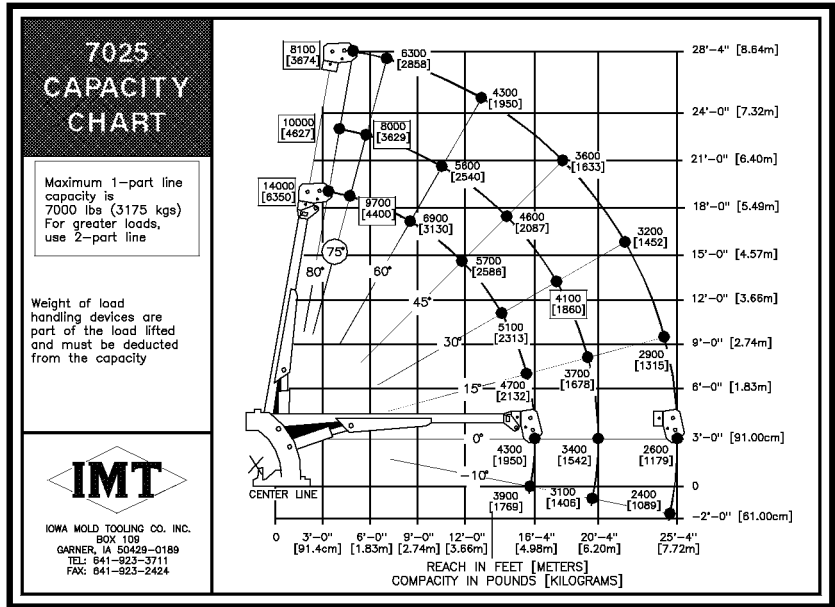 7025
CAPACITY
CHART
Maximum 1-part line
capacity is
7000 lbs (3175 kgs)
For greater loads,
use 2-part line
Weight of load
handling devices are
part of the load lifted
and must be deducted
from the capacity
IMT
IOWA MOLD TOOLING CO. INC.
BOX 109
GARNER, IA 50429-0189
TEL: 641-923-3711
FAX: 641-923-2424
8100
[3674]
6300
[2858]
4300
[1950]
3600
[1633]
3200
[1452]
2900
[1315]
2600
[1179]
2400
[1089]
10000
[4627]
8000
[3629]
5600
[2540]
4600
[2087]
4100
[1860]
3700
[1678]
3400
[1542]
3100
[1406]
14000
[6350]
9700
[4400]
6900
[3130]
5700
[2586]
5100
[2313]
4700
[2132]
4300
[1950]
3900
[1769]
80°
75°
60°
45°
30°
15°
0°
-10°
CENTER LINE
28'-4" [8.64m]
24'-0" [7.32m]
21'-0" [6.40m]
18'-0" [5.49m]
15'-0" [4.57m]
12'-0" [3.66m]
9'-0" [2.74m]
6'-0" [1.83m]
3'-0" [91.00cm]
0
-2'-0" [61.00cm]
0 3'-0" 6'-0" 9'-0" 12'-0" 16'-4" 20'-4" 25'-4"
[91.4cm] [1.83m] [2.74m] [3.66m] [4.98m] [6.20m] [7.72m]
REACH IN FEET [METERS]
COMPACITY IN POUNDS [KILOGRAMS]